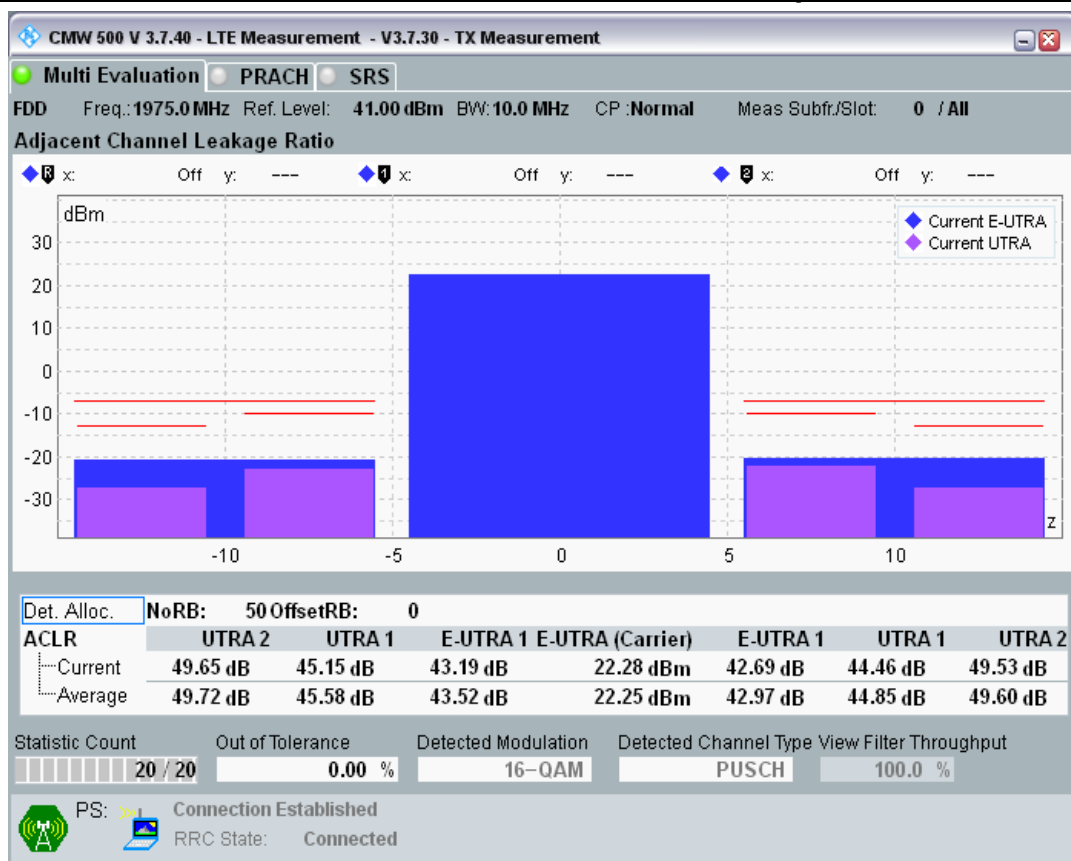 CMW 500 V 3.7.40 - LTE Measurement - V3.7.30 - TX Measurement
Multi Evaluation PRACH SRS
FDD Freq.: 1975.0 MHz Ref. Level: 41.00 dBm BW: 10.0 MHz CP :Normal Meas Subfr./Slot: 0 / All
Adjacent Channel Leakage Ratio
R x: Off y: --- 1 x: Off y: --- 2 x: Off y: ---
dBm
Current E-UTRA
Current UTRA
30
20
10
0
-10
-20
-30
z
-10 -5 0 5 10
Det. Alloc. NoRB: 50 OffsetRB: 0
ACLR UTRA 2 UTRA 1 E-UTRA 1 E-UTRA (Carrier) E-UTRA 1 UTRA 1 UTRA 2
Current 49.65 dB 45.15 dB 43.19 dB 22.28 dBm 42.69 dB 44.46 dB 49.53 dB
Average 49.72 dB 45.58 dB 43.52 dB 22.25 dBm 42.97 dB 44.85 dB 49.60 dB
Statistic Count Out of Tolerance Detected Modulation Detected Channel Type View Filter Throughput
20 / 20 0.00 % 16-QAM PUSCH 100.0 %
PS: Connection Established
RRC State: Connected